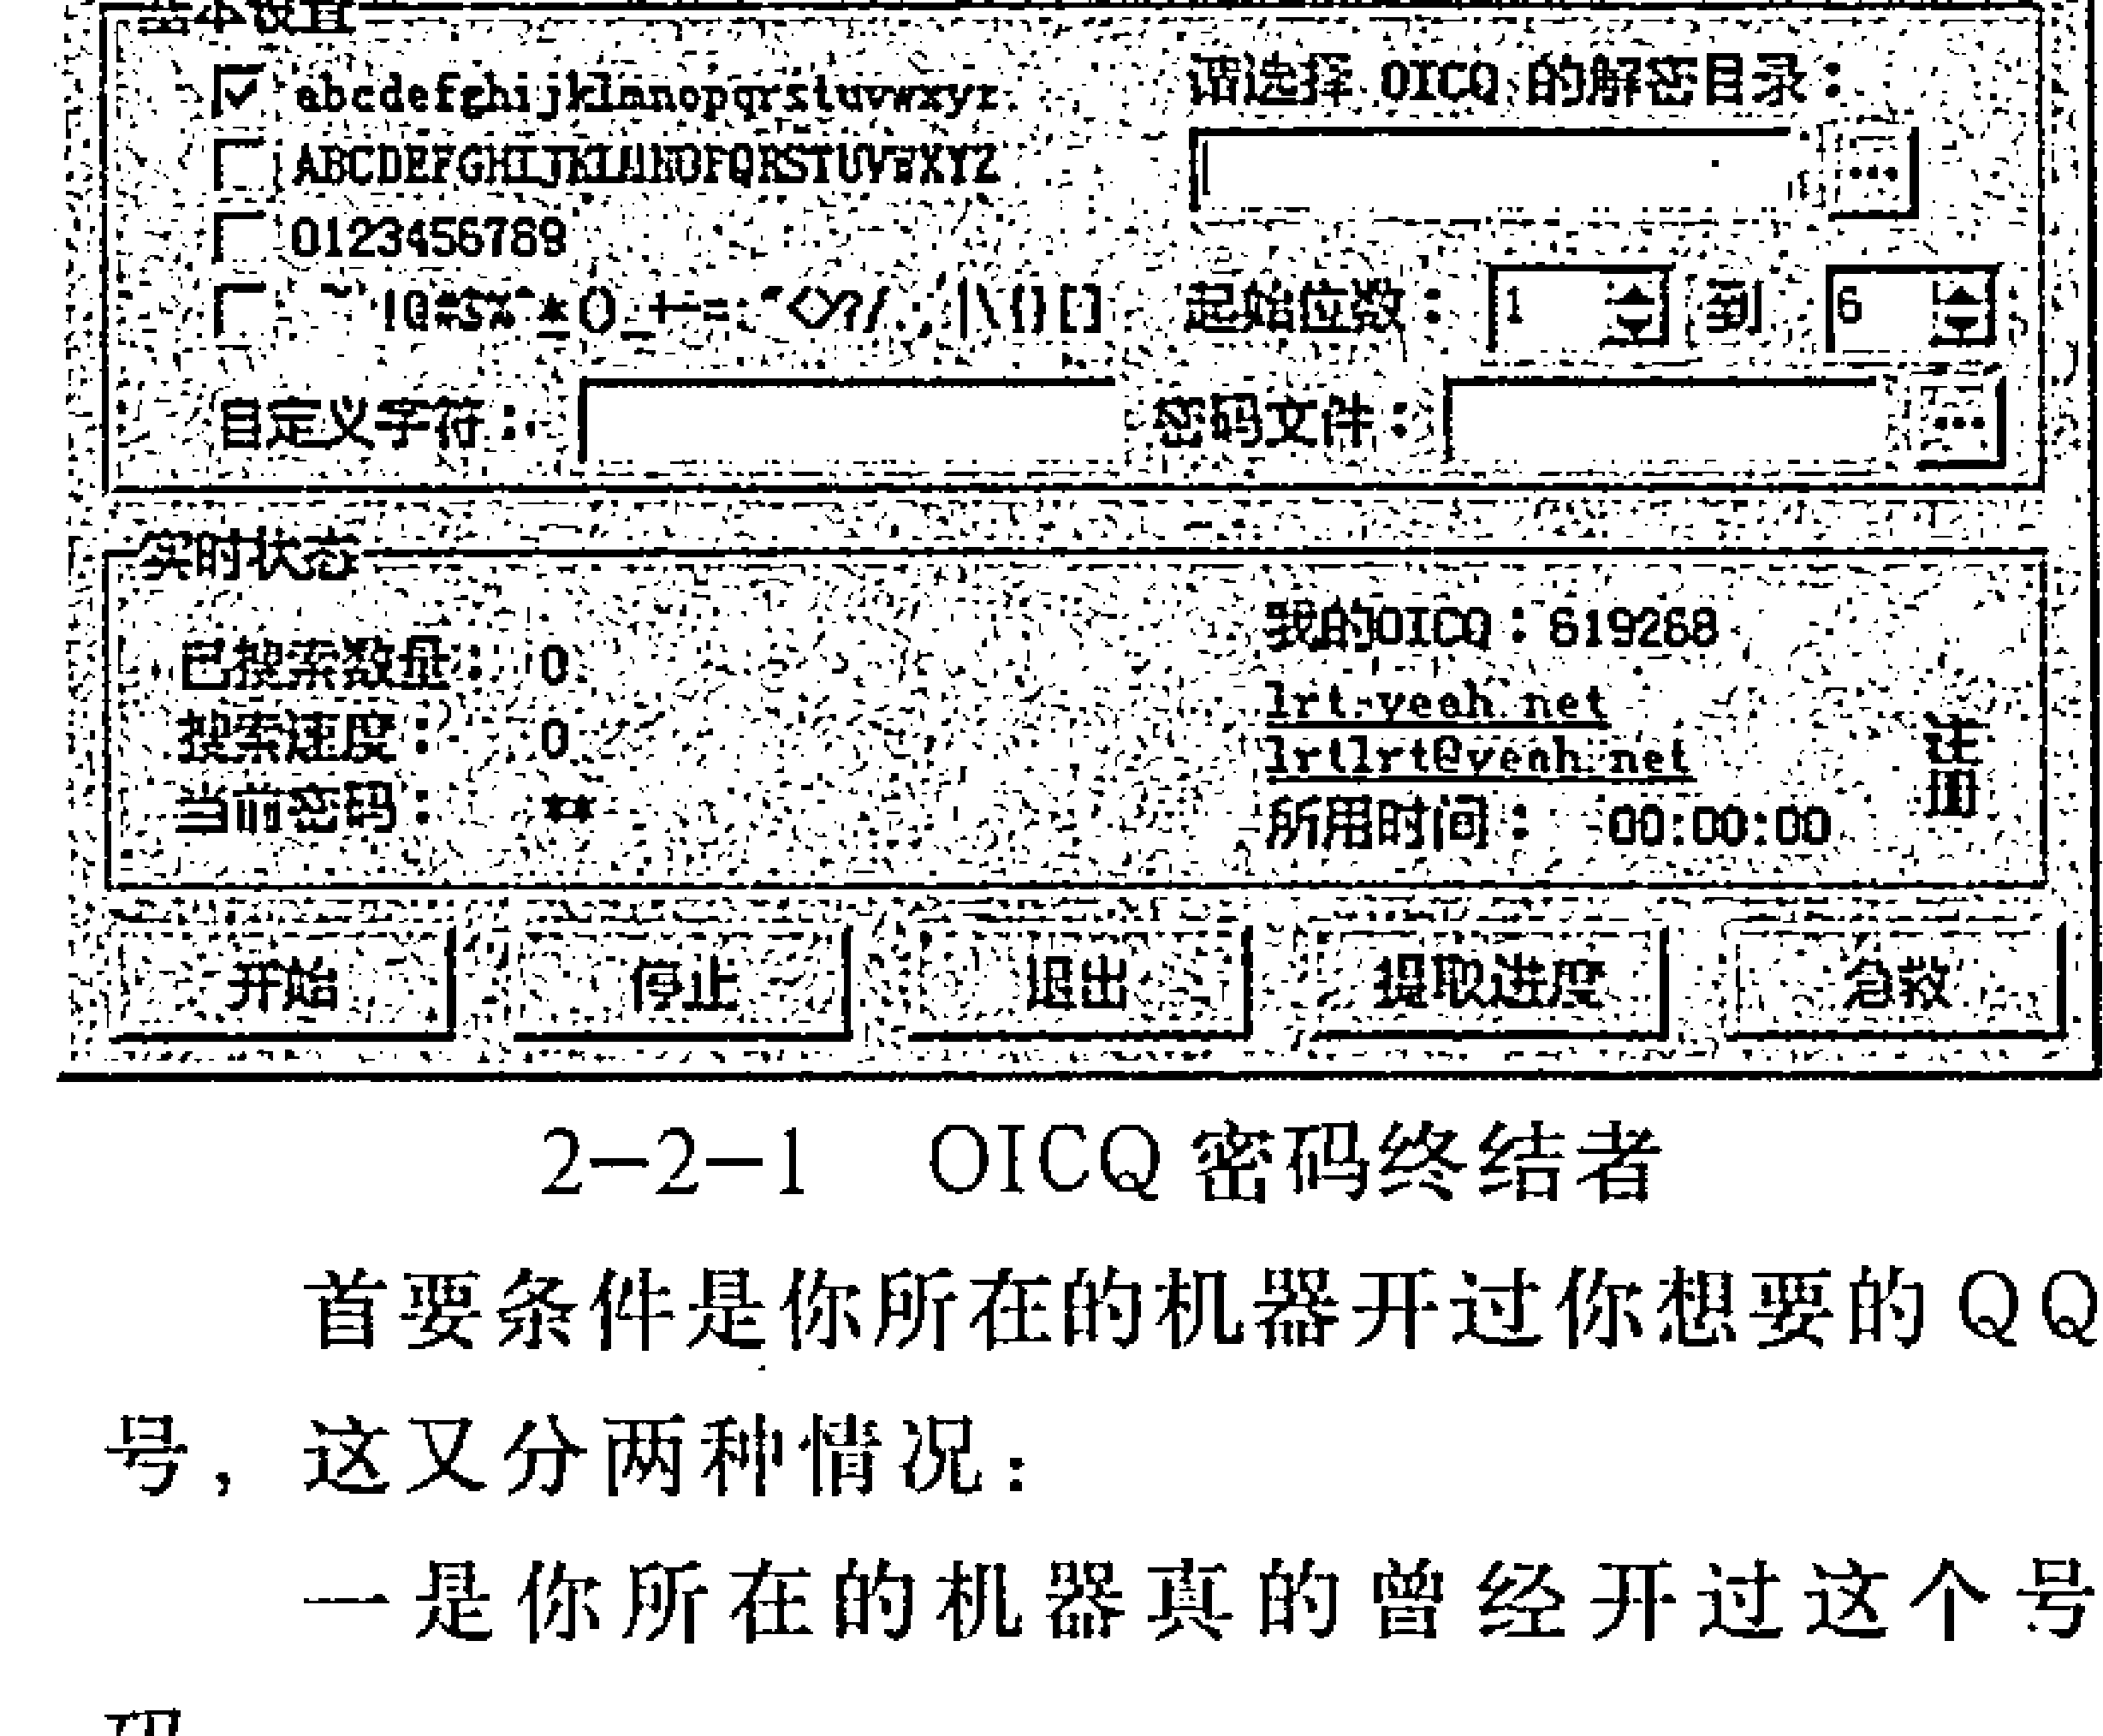 基本设置
abcdefghijklmnopqrstuvwxyz
请选择 OICQ 的解密目录：
ABCDEFGHIJKLMNOPQRSTUVWXYZ
0123456789
起始位数： 1 到 6
自定义字符： 密码文件：
实时状态
我的OICQ：619268
已搜索数量： 0
lrt.yeah.net
搜索速度： 0
lrtlrt@yeah.net
注册
当前密码： **
所用时间： 00:00:00
开始 停止 退出 提取进度 急救
2-2-1 OICQ 密码终结者
首要条件是你所在的机器开过你想要的QQ
号，这又分两种情况：
一是你所在的机器真的曾经开过这个号